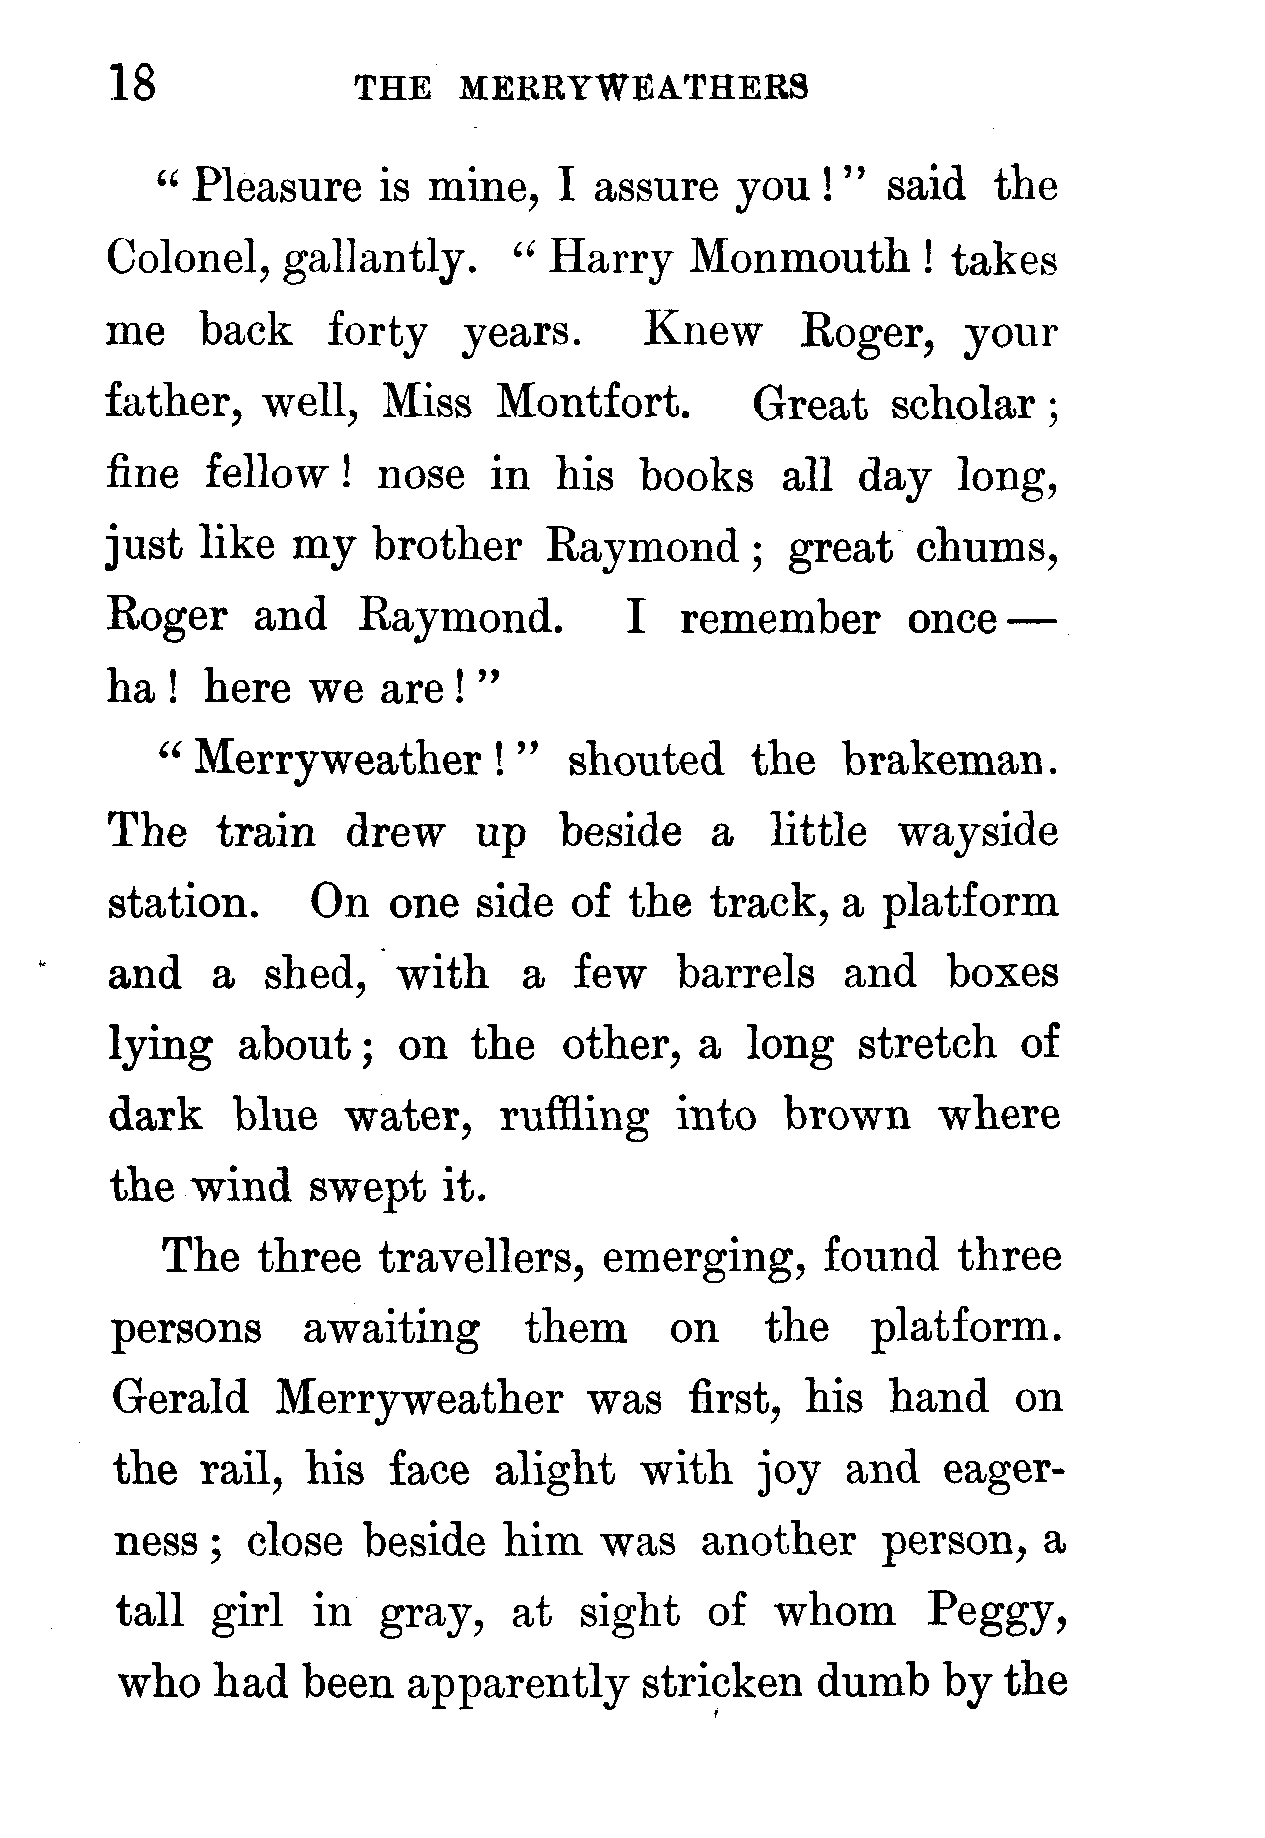 18 THE MERRYWEATHERS
“ Pleasure is mine, I assure you ! ” said the
Colonel, gallantly. “ Harry Monmouth ! takes
me back forty years. Knew Roger, your
father, well, Miss Montfort. Great scholar ;
fine fellow ! nose in his books all day long,
just like my brother Raymond ; great chums,
Roger and Raymond. I remember once —
ha ! here we are ! ”
“ Merryweather ! ” shouted the brakeman.
The train drew up beside a little wayside
station. On one side of the track, a platform
and a shed, with a few barrels and boxes
lying about ; on the other, a long stretch of
dark blue water, ruffling into brown where
the wind swept it.
The three travellers, emerging, found three
persons awaiting them on the platform.
Gerald Merryweather was first, his hand on
the rail, his face alight with joy and eager-
ness ; close beside him was another person, a
tall girl in gray, at sight of whom Peggy,
who had been apparently stricken dumb by the